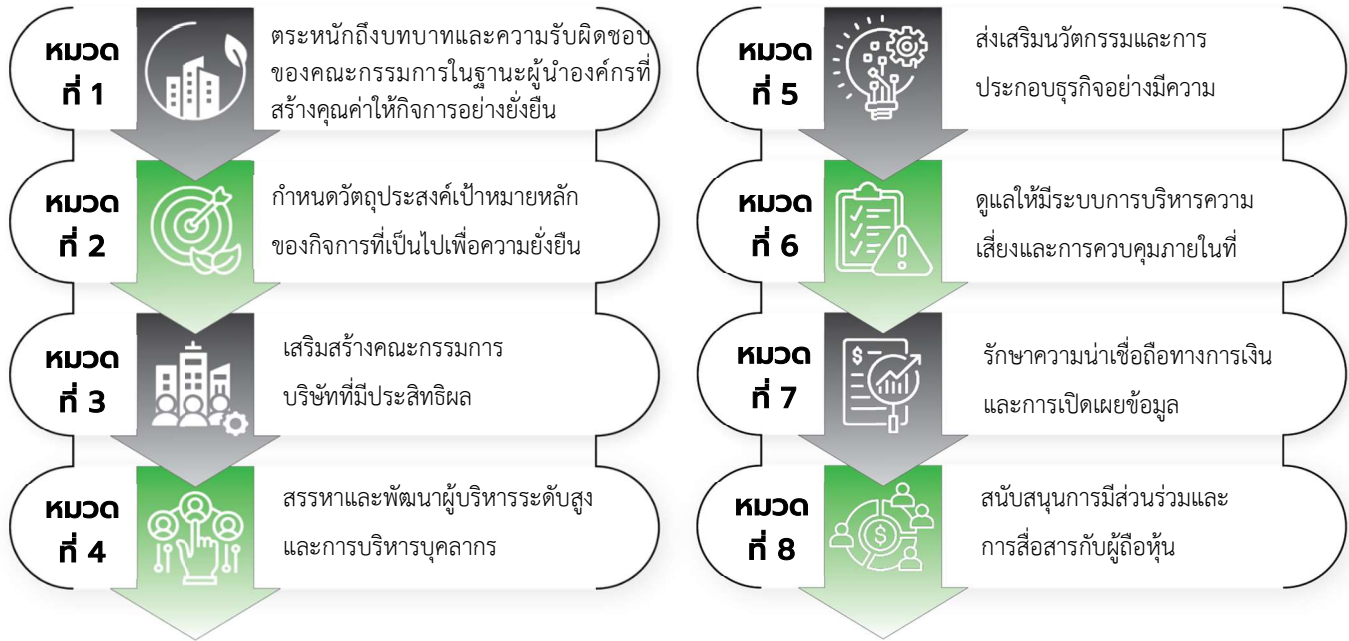 หมวด
ที่ 1
ตระหนักถึงบทบาทและความรับผิดชอบ
ของคณะกรรมการในฐานะผู้นำองค์กรที่
สร้างคุณค่าให้กิจการอย่างยั่งยืน
หมวด
ที่ 2
กำหนดวัตถุประสงค์เป้าหมายหลัก
ของกิจการที่เป็นไปเพื่อความยั่งยืน
หมวด
ที่ 3
เสริมสร้างคณะกรรมการ
บริษัทที่มีประสิทธิผล
หมวด
ที่ 4
สรรหาและพัฒนาผู้บริหารระดับสูง
และการบริหารบุคลากร
หมวด
ที่ 5
ส่งเสริมนวัตกรรมและการ
ประกอบธุรกิจอย่างมีความ
หมวด
ที่ 6
ดูแลให้มีระบบการบริหารความ
เสี่ยงและการควบคุมภายในที่
หมวด
ที่ 7
รักษาความน่าเชื่อถือทางการเงิน
และการเปิดเผยข้อมูล
หมวด
ที่ 8
สนับสนุนการมีส่วนร่วมและ
การสื่อสารกับผู้ถือหุ้น